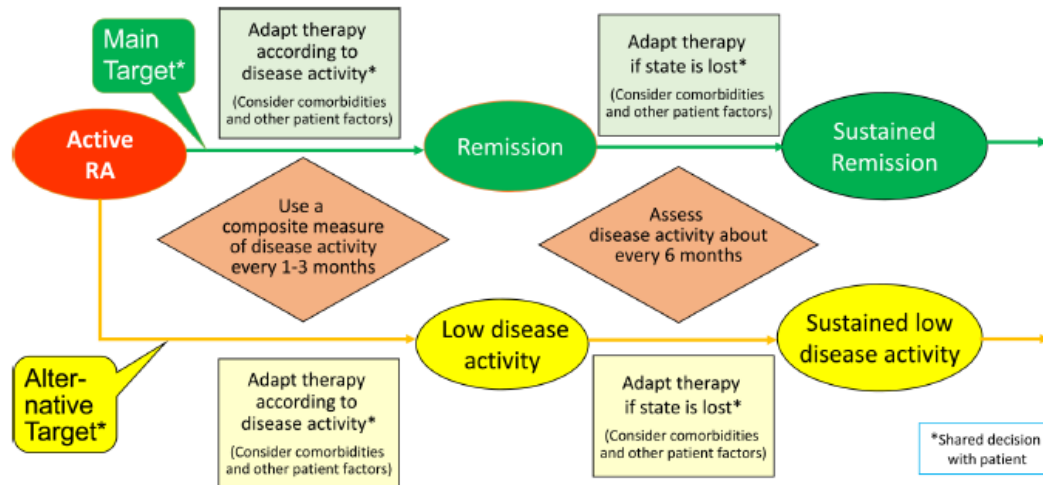 Main
Target*
Adapt therapy
according to
disease activity*
(Consider comorbidities
and other patient factors)
Adapt therapy
if state is lost*
(Consider comorbidities
and other patient factors)
Active
RA
Remission
Sustained
Remission
Use a
composite measure
of disease activity
every 1-3 months
Assess
disease activity about
every 6 months
Low disease
activity
Sustained low
disease activity
Alter-
native
Target*
Adapt therapy
according to
disease activity*
(Consider comorbidities
and other patient factors)
Adapt therapy
if state is lost*
(Consider comorbidities
and other patient factors)
*Shared decision
with patient